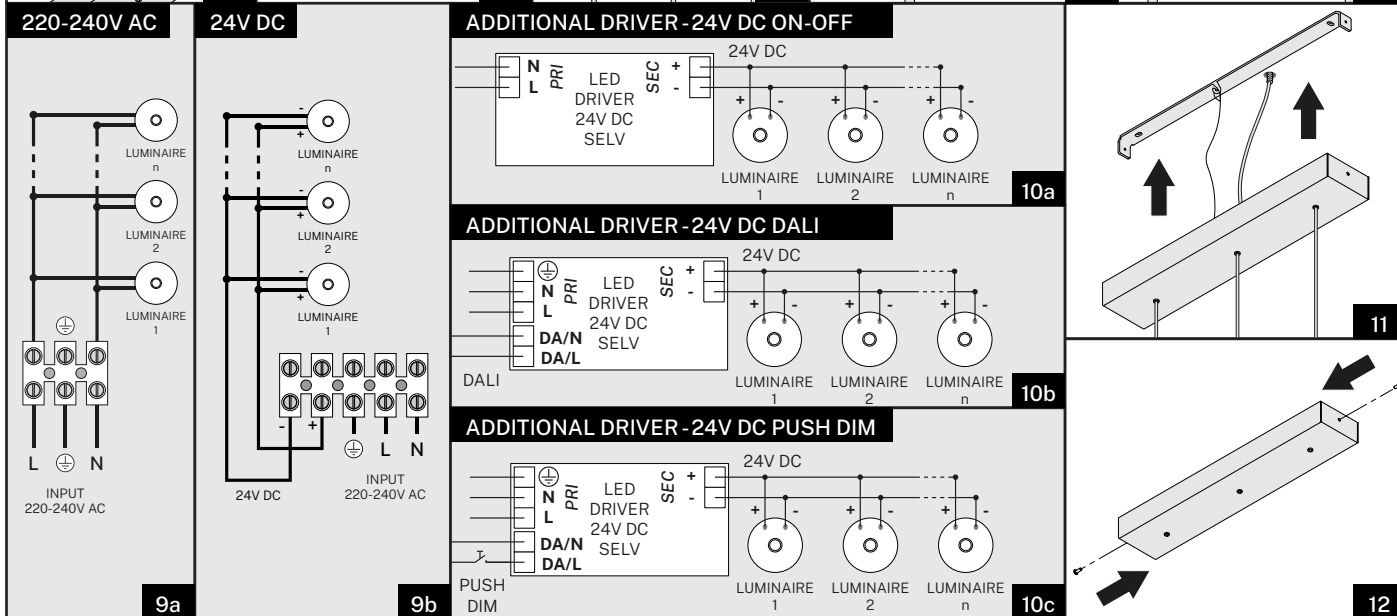 220-240V AC
LUMINAIRE
n
LUMINAIRE
2
LUMINAIRE
1
L N
INPUT
220-240V AC
9a
24V DC
-
+
LUMINAIRE
n
-
+
LUMINAIRE
2
-
+
LUMINAIRE
1
- +
L N
24V DC
INPUT
220-240V AC
9b
ADDITIONAL DRIVER - 24V DC ON-OFF
24V DC
N
L
PRI
LED
DRIVER
24V DC
SELV
SEC
+
-
+ - + - + -
LUMINAIRE
1
LUMINAIRE
2
LUMINAIRE
n
10a
ADDITIONAL DRIVER - 24V DC DALI
24V DC
N
L
PRI
DA/N
DA/L
LED
DRIVER
24V DC
SELV
SEC
+
-
+ - + - + -
DALI
LUMINAIRE
1
LUMINAIRE
2
LUMINAIRE
n
10b
ADDITIONAL DRIVER - 24V DC PUSH DIM
24V DC
N
L
PRI
DA/N
DA/L
LED
DRIVER
24V DC
SELV
SEC
+
-
+ - + - + -
PUSH
DIM
LUMINAIRE
1
LUMINAIRE
2
LUMINAIRE
n
10c
11
12